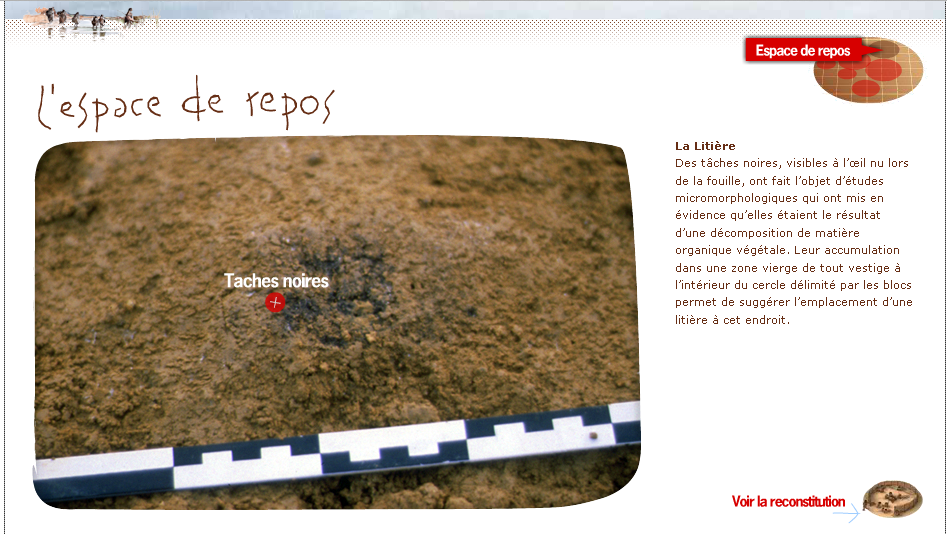 Espace de repos
l'espace de repos
La Litière
Des tâches noires, visibles à l'œil nu lors
de la fouille, ont fait l'objet d'études
micromorphologiques qui ont mis en
évidence qu'elles étaient le résultat
d'une décomposition de matière
organique végétale. Leur accumulation
dans une zone vierge de tout vestige à
l'intérieur du cercle délimité par les blocs
permet de suggérer l'emplacement d'une
litière à cet endroit.
Taches noires
Voir la reconstitution